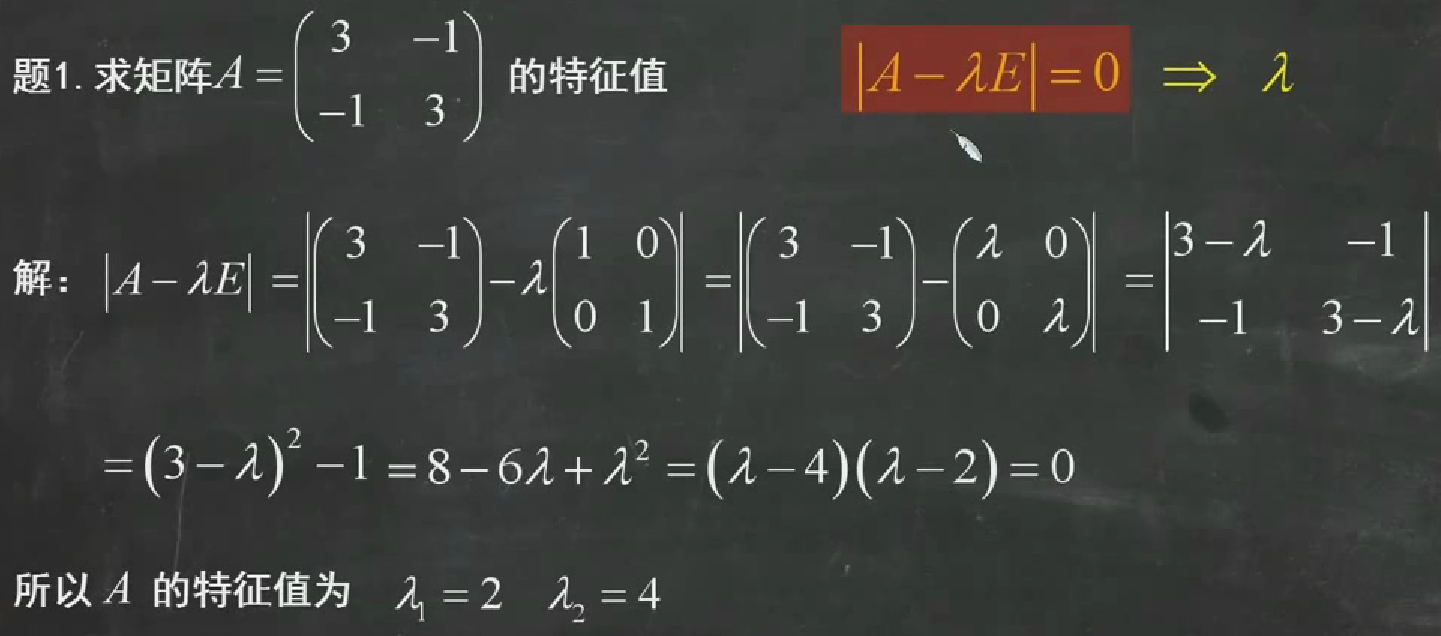 题1. 求矩阵 $A = \begin{pmatrix} 3 & -1 \\ -1 & 3 \end{pmatrix}$ 的特征值 $|A - \lambda E| = 0 \Rightarrow \lambda$
解： $|A - \lambda E| = \left| \begin{pmatrix} 3 & -1 \\ -1 & 3 \end{pmatrix} - \lambda \begin{pmatrix} 1 & 0 \\ 0 & 1 \end{pmatrix} \right| = \left| \begin{pmatrix} 3 & -1 \\ -1 & 3 \end{pmatrix} - \begin{pmatrix} \lambda & 0 \\ 0 & \lambda \end{pmatrix} \right| = \begin{vmatrix} 3 - \lambda & -1 \\ -1 & 3 - \lambda \end{vmatrix}$
$= (3 - \lambda)^2 - 1 = 8 - 6\lambda + \lambda^2 = (\lambda - 4)(\lambda - 2) = 0$
所以 $A$ 的特征值为 $\lambda_1 = 2$ $\lambda_2 = 4$